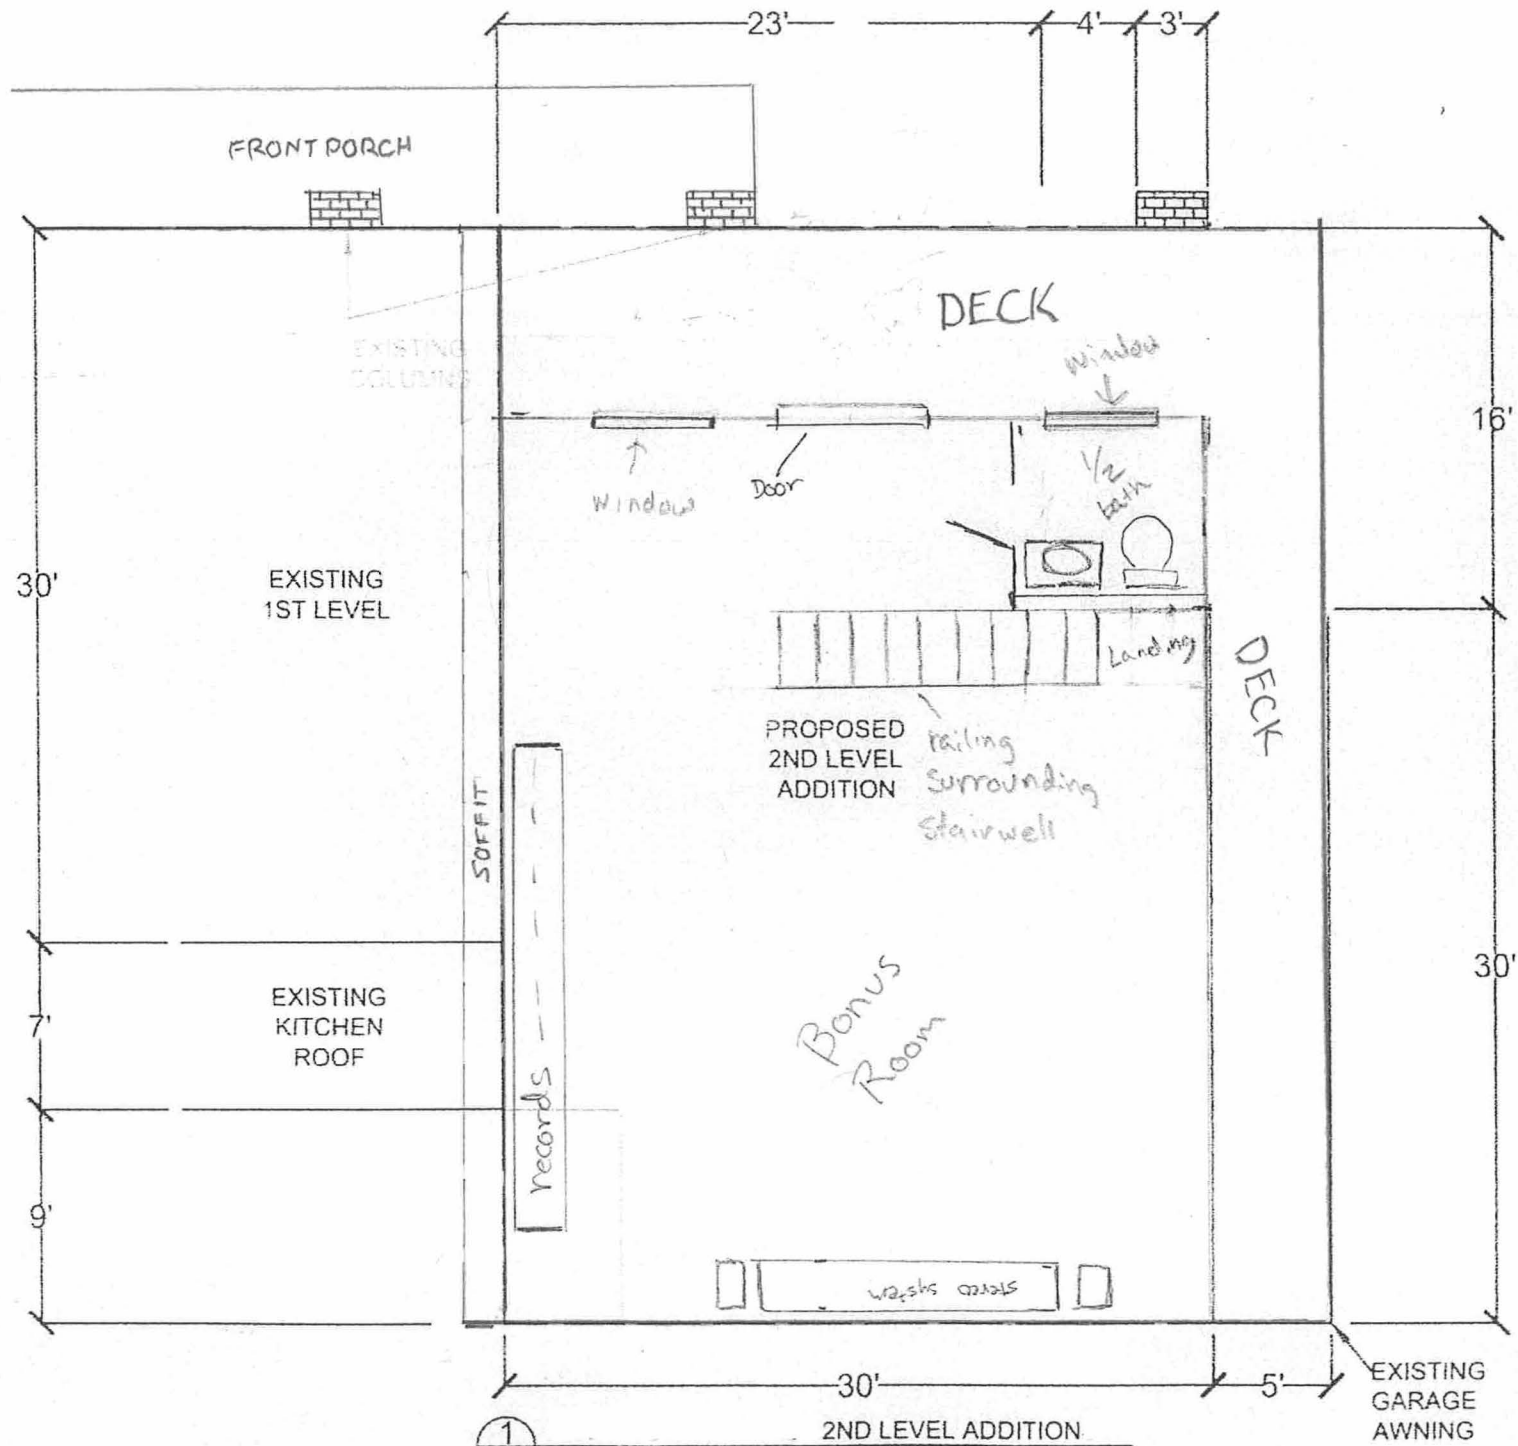 23'
4'
3'
FRONT PORCH
DECK
EXISTING
COLUMNS
Window
16'
1/2
bath
Window
Door
30'
EXISTING
1ST LEVEL
Landing
DECK
PROPOSED
2ND LEVEL
ADDITION
railing
Surrounding
Stairwell
SOFFIT
30'
Bonus
Room
EXISTING
KITCHEN
ROOF
7'
records
9'
stereo
system
30'
5'
EXISTING
GARAGE
AWNING
1
2ND LEVEL ADDITION